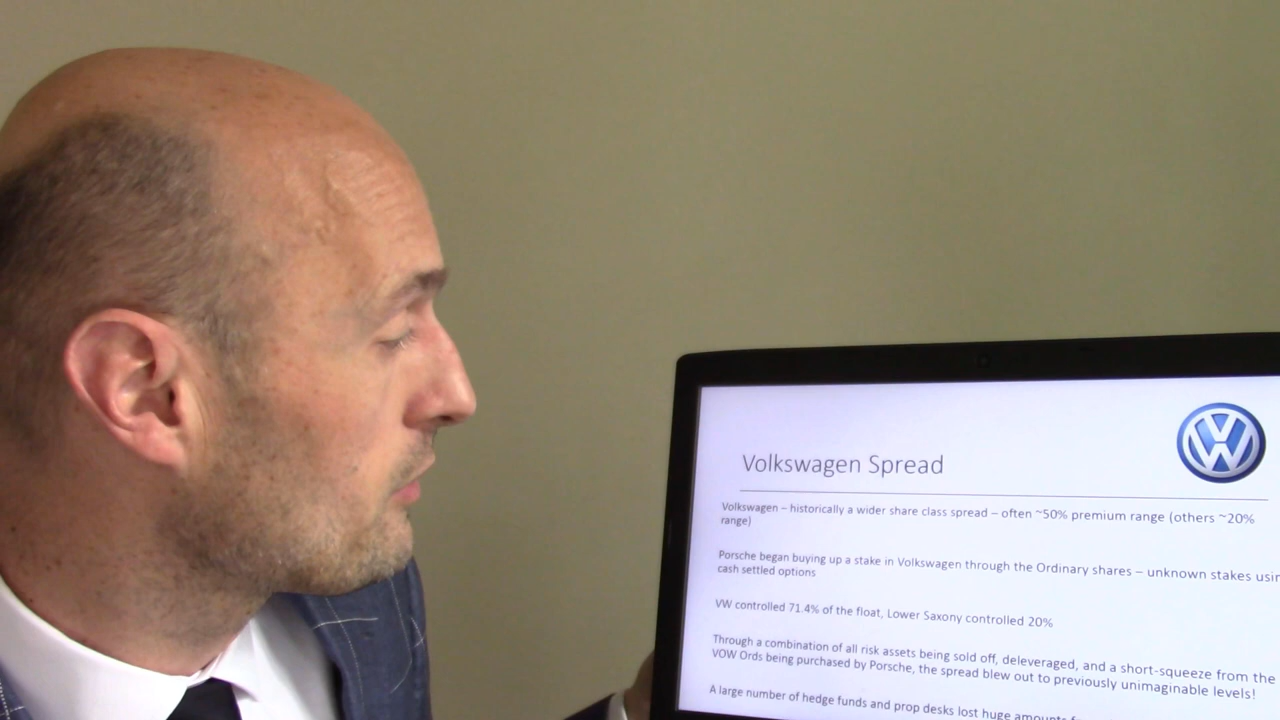 Volkswagen Spread
Volkswagen – historically a wider share class spread – often ~50% premium range (others ~20%
range)
Porsche began buying up a stake in Volkswagen through the Ordinary shares – unknown stakes
cash settled options
VW controlled 71.4% of the float, Lower Saxony controlled 20%
Through a combination of all risk assets being sold off, deleveraged, and a short-squeeze from the
VOW Ords being purchased by Porsche, the spread blew out to previously unimaginable levels!
A large number of hedge funds and prop desks lost huge amounts